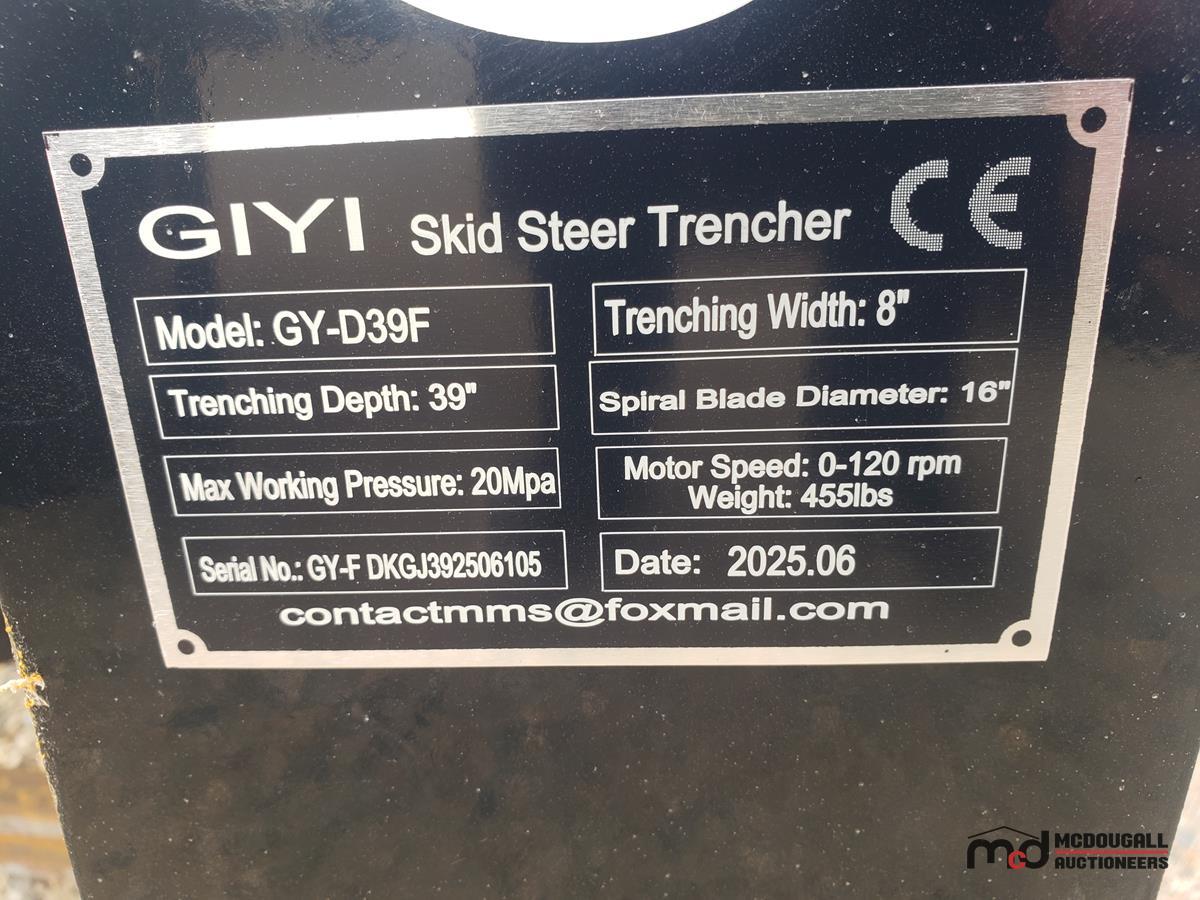 GIYI Skid Steer Trencher CE
Model: GY-D39F
Trenching Width: 8"
Trenching Depth: 39"
Spiral Blade Diameter: 16"
Max Working Pressure: 20Mpa
Motor Speed: 0-120 rpm
Weight: 455lbs
Serial No.: GY-F DKGJ392506105
Date: 2025.06
contactmms@foxmail.com
mcd MCDOUGALL
AUCTIONEERS